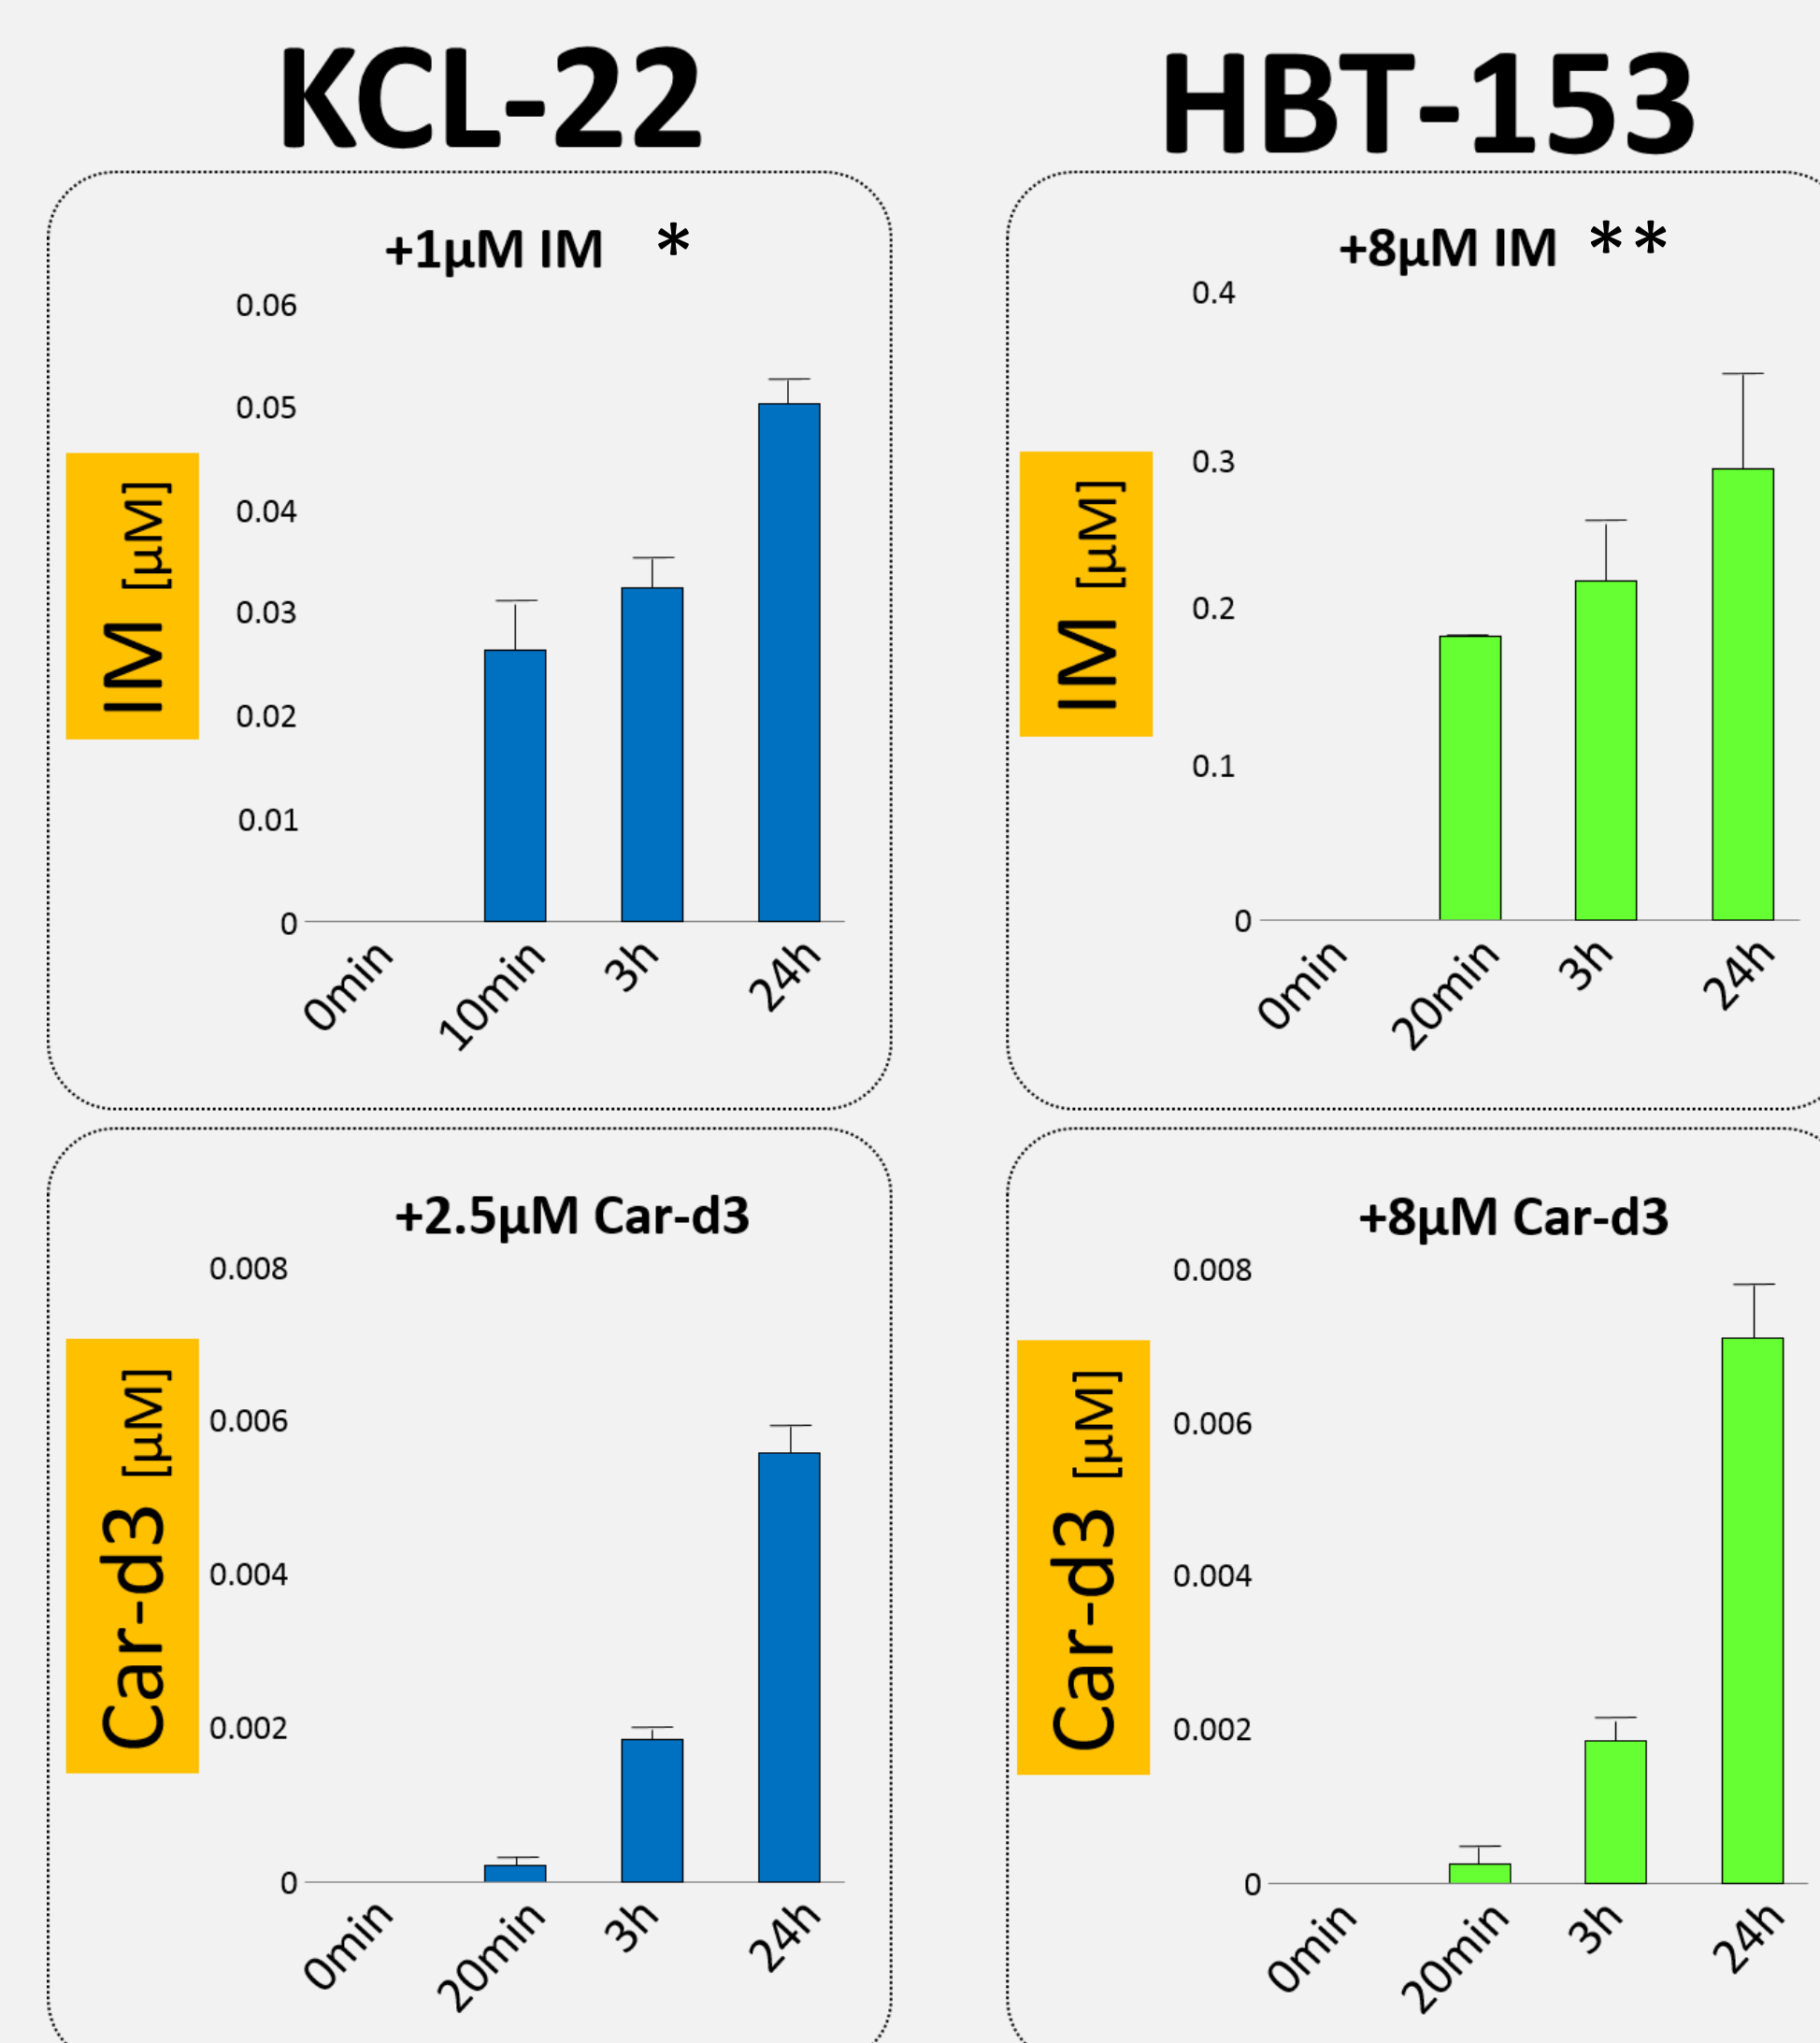 KCL-22
HBT-153
+1µM IM *
0.06
0.05
0.04
0.03
0.02
0.01
0
IM [µM]
0min
10min
3h
24h
+8µM IM **
0.4
0.3
0.2
0.1
0
IM [µM]
0min
20min
3h
24h
+2.5µM Car-d3
0.008
0.006
0.004
0.002
0
Car-d3 [µM]
0min
20min
3h
24h
+8µM Car-d3
0.008
0.006
0.004
0.002
0
Car-d3 [µM]
0min
20min
3h
24h